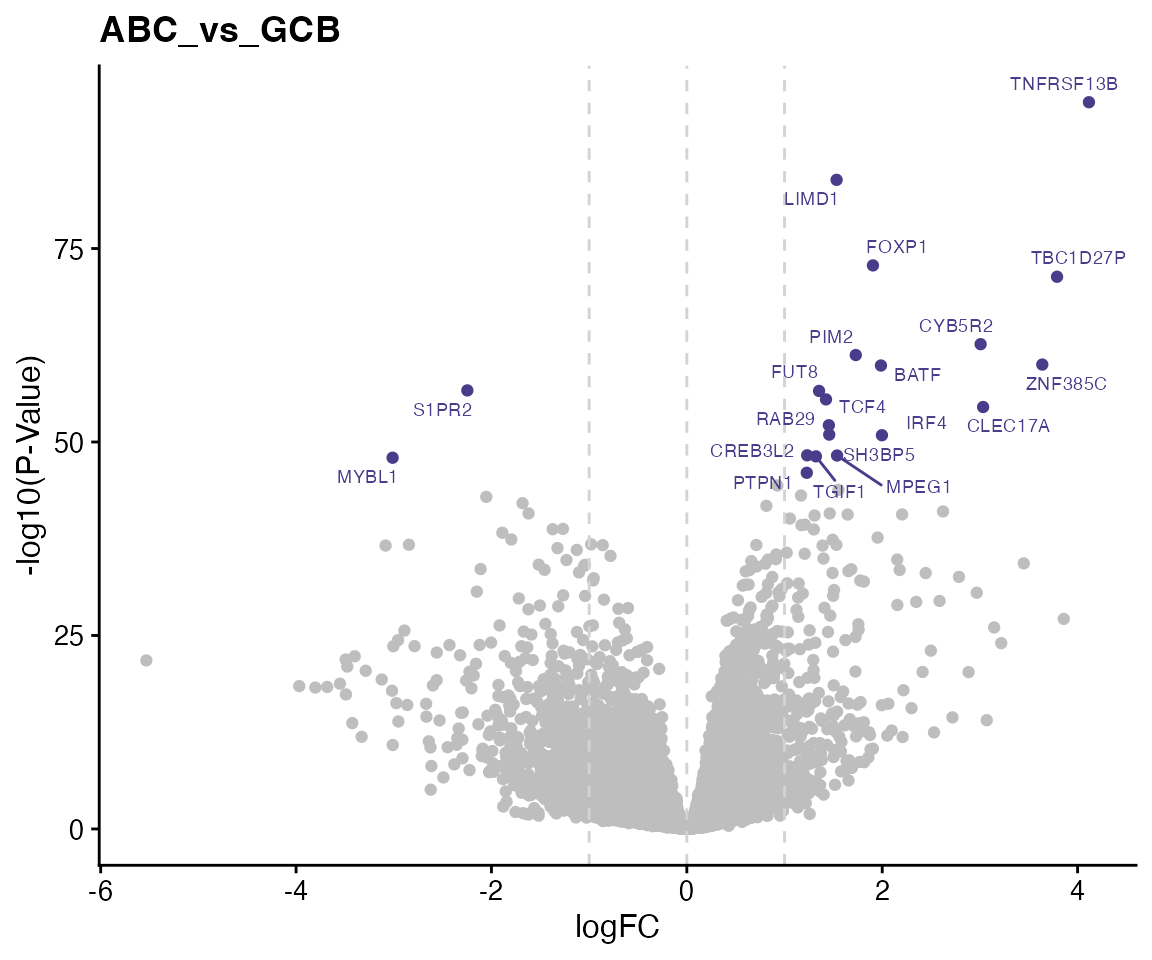 ABC_vs_GCB
TNFRSF13B
LIMD1
FOXP1
TBC1D27P
CYB5R2
PIM2
FUT8
BATF
ZNF385C
S1PR2
TCF4
RAB29
IRF4
CLEC17A
CREB3L2
SH3BP5
MYBL1
PTPN1
TGIF1
MPEG1
75
50
25
0
-log10(P-Value)
-6
-4
-2
0
2
4
logFC